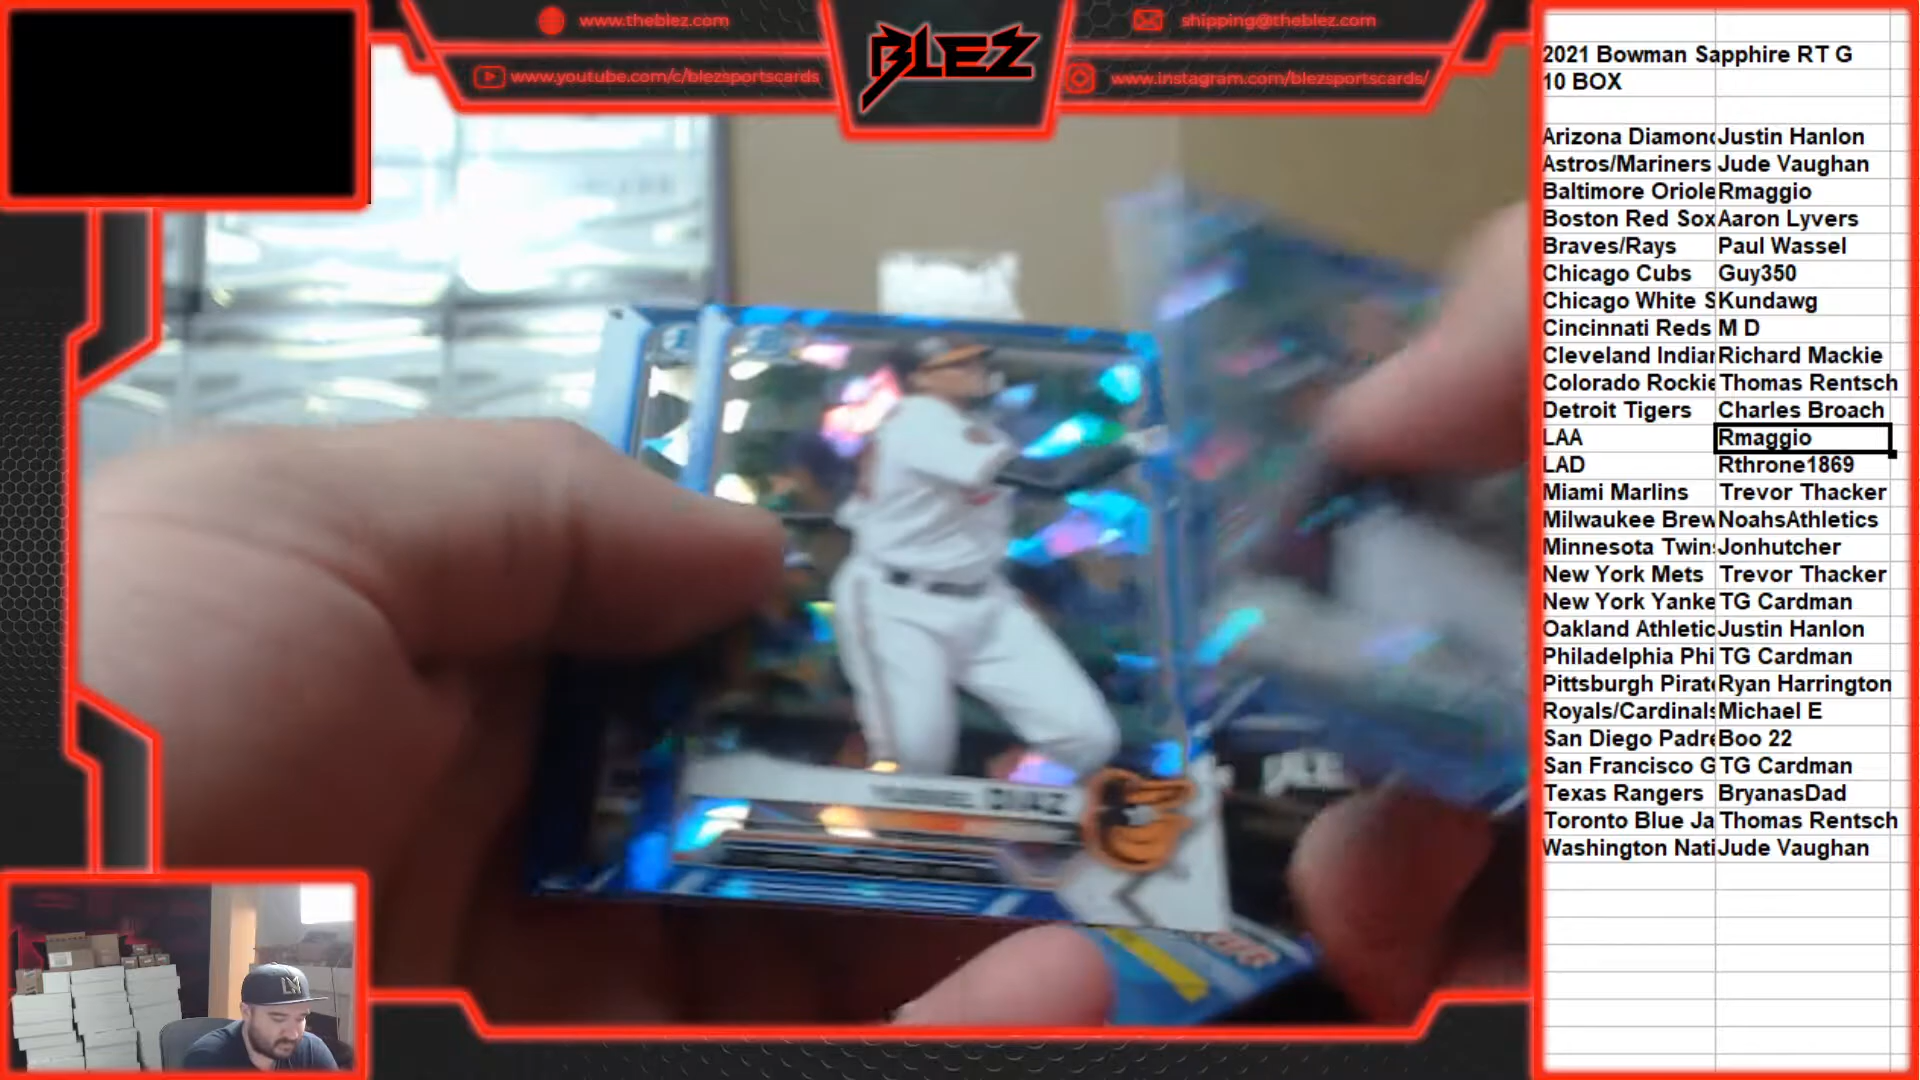 www.theblez.com
shipping@theblez.com
BLEZ
www.youtube.com/c/blezsportscards
www.instagram.com/blezsportscards/
2021 Bowman Sapphire RT G
10 BOX
Arizona Diamond Justin Hanlon
Astros/Mariners Jude Vaughan
Baltimore Oriole Rmaggio
Boston Red Sox Aaron Lyvers
Braves/Rays Paul Wassel
Chicago Cubs Guy350
Chicago White S Kundawg
Cincinnati Reds M D
Cleveland Indian Richard Mackie
Colorado Rockie Thomas Rentsch
Detroit Tigers Charles Broach
LAA Rmaggio
LAD Rthrone1869
Miami Marlins Trevor Thacker
Milwaukee Brew NoahsAthletics
Minnesota Twins Jonhutcher
New York Mets Trevor Thacker
New York Yanke TG Cardman
Oakland Athletic Justin Hanlon
Philadelphia Phi TG Cardman
Pittsburgh Pirate Ryan Harrington
Royals/Cardinals Michael E
San Diego Padre Boo 22
San Francisco G TG Cardman
Texas Rangers BryanasDad
Toronto Blue Ja Thomas Rentsch
Washington Nati Jude Vaughan
DIAZ